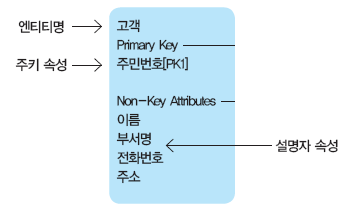 엔티티명
고객
Primary Key
주키 속성
주민번호[PK1]
Non-Key Attributes
이름
부서명
설명자 속성
전화번호
주소